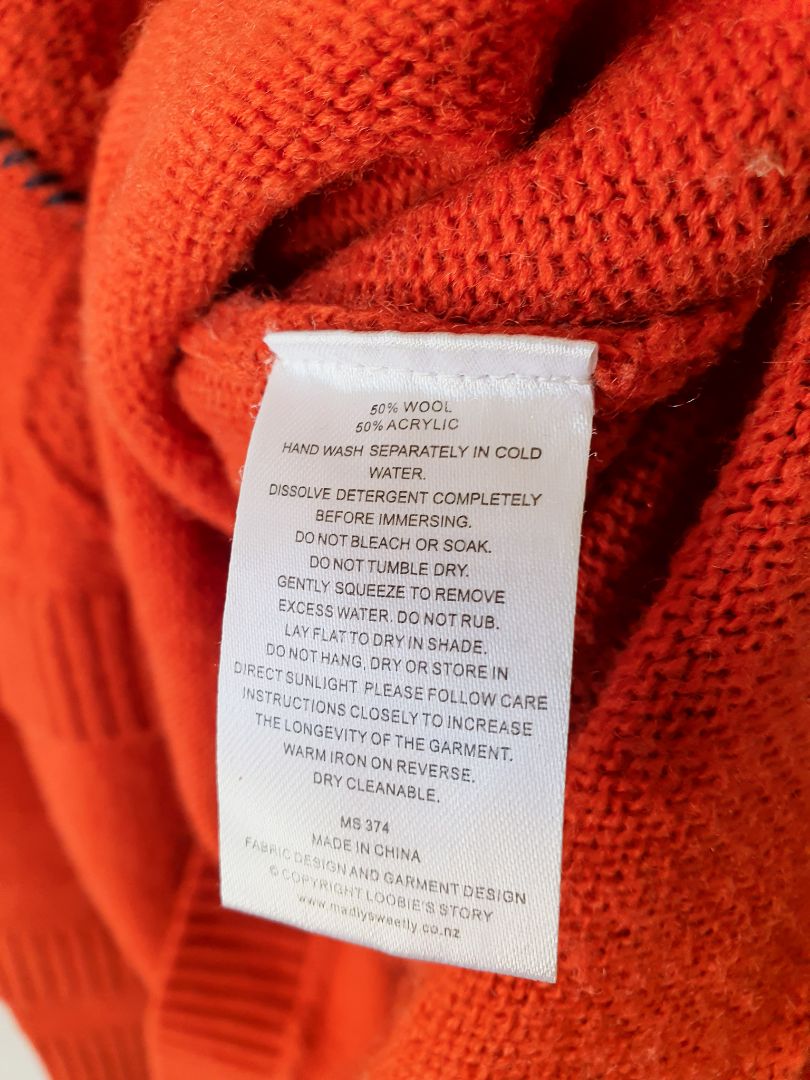 50% WOOL
50% ACRYLIC
HAND WASH SEPARATELY IN COLD
WATER.
DISSOLVE DETERGENT COMPLETELY
BEFORE IMMERSING.
DO NOT BLEACH OR SOAK.
DO NOT TUMBLE DRY.
GENTLY SQUEEZE TO REMOVE
EXCESS WATER. DO NOT RUB.
LAY FLAT TO DRY IN SHADE.
DO NOT HANG, DRY OR STORE IN
DIRECT SUNLIGHT. PLEASE FOLLOW CARE
INSTRUCTIONS CLOSELY TO INCREASE
THE LONGEVITY OF THE GARMENT.
WARM IRON ON REVERSE.
DRY CLEANABLE.
MS 374
MADE IN CHINA
FABRIC DESIGN AND GARMENT DESIGN
© COPYRIGHT LOOBIE'S STORY
www.madlysweetly.co.nz